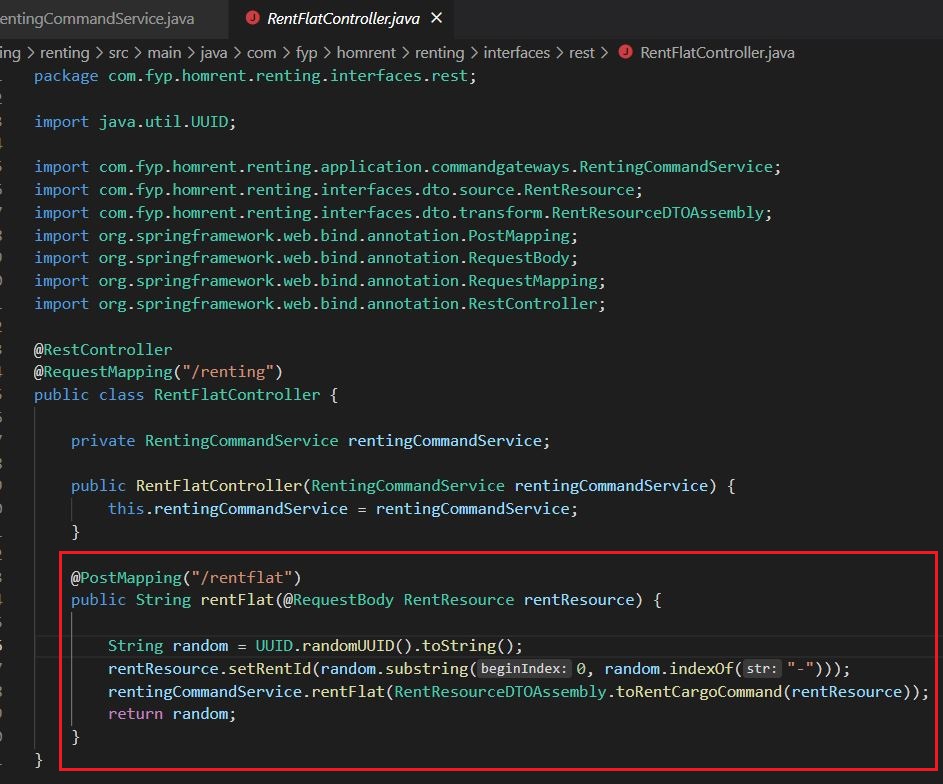 entingCommandService.java RentFlatController.java ×
ing > renting > src > main > java > com > fyp > homrent > renting > interfaces > rest > J RentFlatController.java
package com.fyp.homrent.renting.interfaces.rest;
import java.util.UUID;
import com.fyp.homrent.renting.application.commandgateways.RentingCommandService;
import com.fyp.homrent.renting.interfaces.dto.source.RentResource;
import com.fyp.homrent.renting.interfaces.dto.transform.RentResourceDTOAssembly;
import org.springframework.web.bind.annotation.PostMapping;
import org.springframework.web.bind.annotation.RequestBody;
import org.springframework.web.bind.annotation.RequestMapping;
import org.springframework.web.bind.annotation.RestController;
@RestController
@RequestMapping("/renting")
public class RentFlatController {
private RentingCommandService rentingCommandService;
public RentFlatController(RentingCommandService rentingCommandService) {
this.rentingCommandService = rentingCommandService;
}
@PostMapping("/rentflat")
public String rentFlat(@RequestBody RentResource rentResource) {
String random = UUID.randomUUID().toString();
rentResource.setRentId(random.substring(beginIndex: 0, random.indexOf(str: "-")));
rentingCommandService.rentFlat(RentResourceDTOAssembly.toRentCargoCommand(rentResource));
return random;
}
}